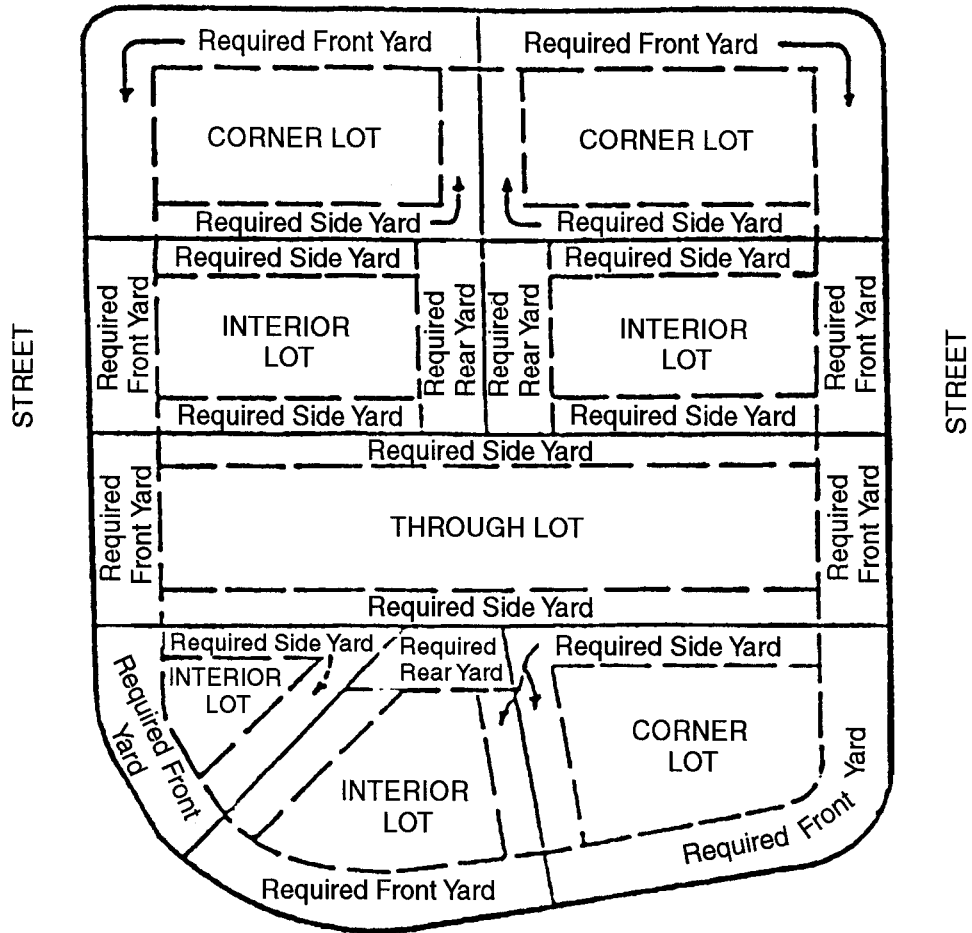 Required Front Yard
Required Front Yard
CORNER LOT
CORNER LOT
Required Side Yard
Required Side Yard
Required Side Yard
Required Side Yard
STREET
Required
Front Yard
INTERIOR
LOT
Required
Rear Yard
Required
Rear Yard
INTERIOR
LOT
Required
Front Yard
STREET
Required Side Yard
Required Side Yard
Required Side Yard
Required
Front Yard
THROUGH LOT
Required
Front Yard
Required Side Yard
Required Side Yard
Required
Rear Yard
Required Side Yard
INTERIOR
LOT
Required Front
Yard
CORNER
LOT
INTERIOR
LOT
Required Front Yard
Required Front Yard